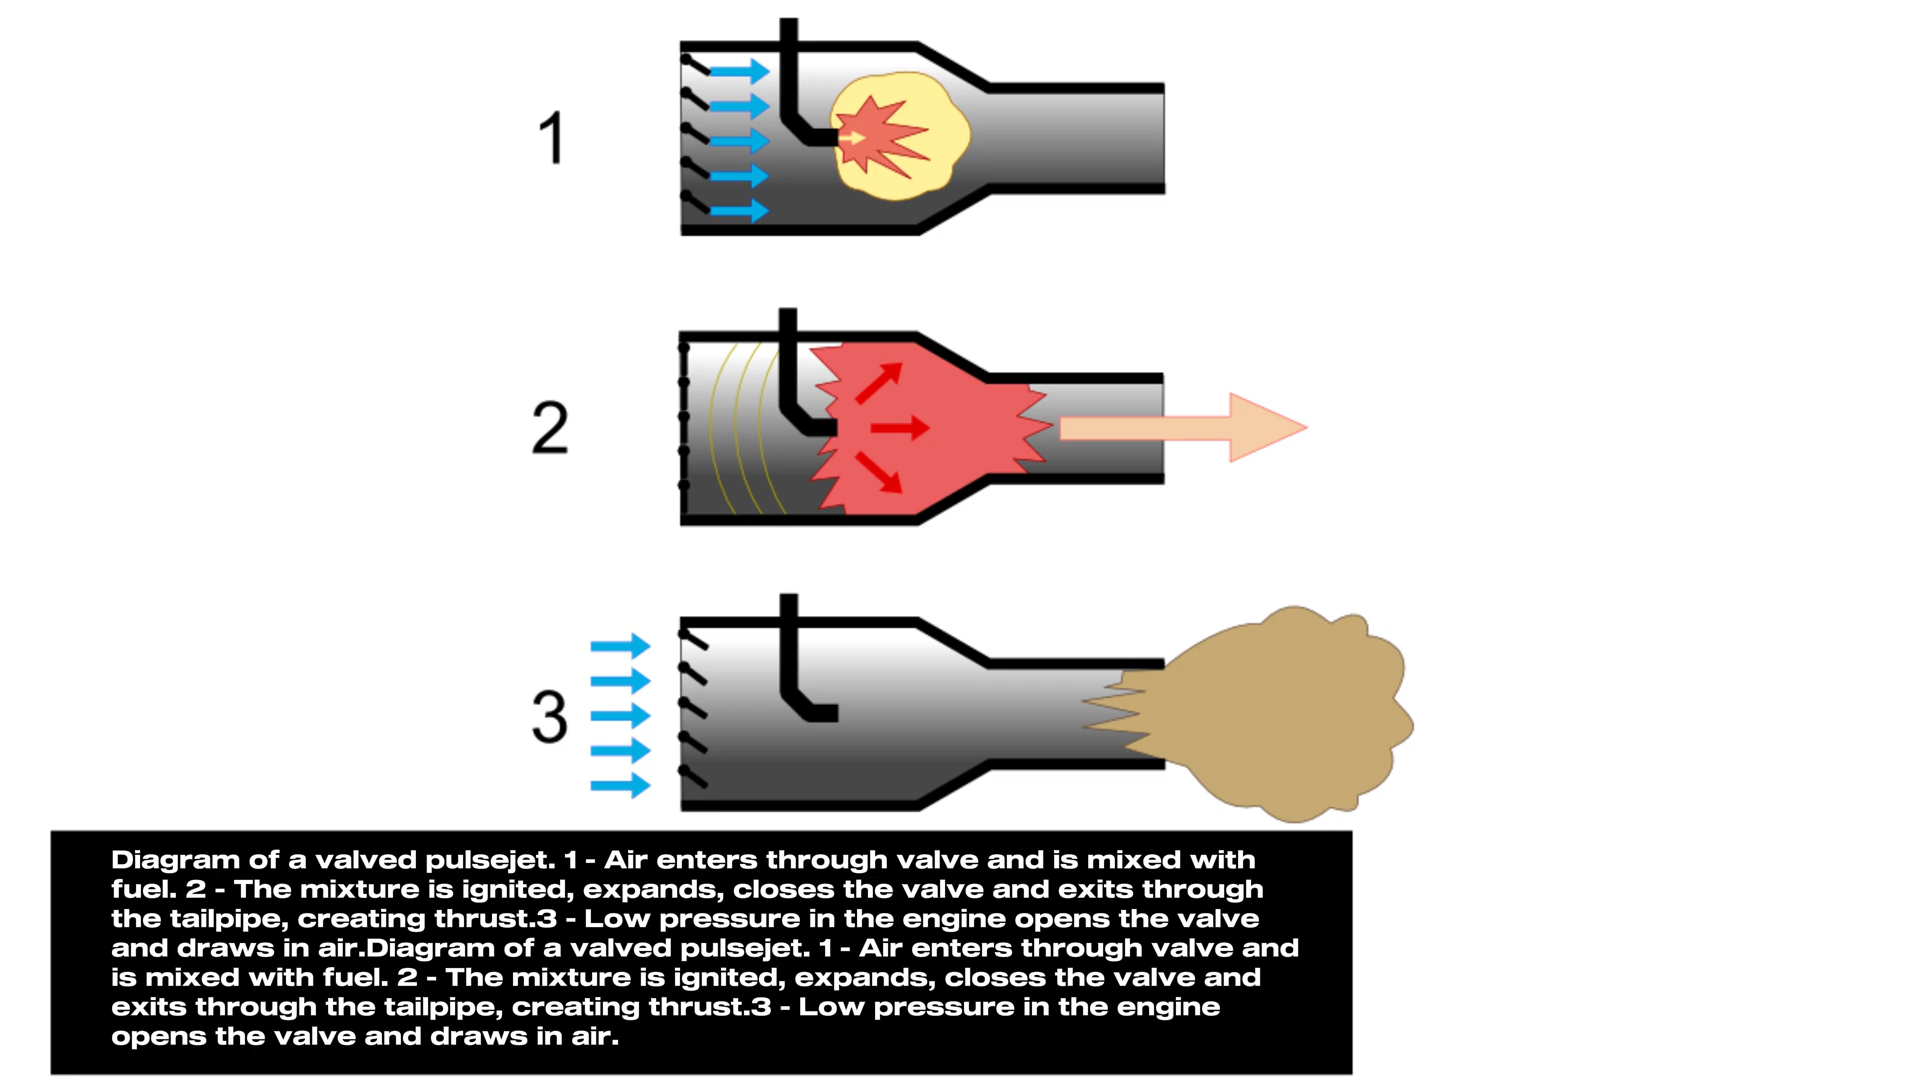 1
2
3
Diagram of a valved pulsejet. 1 - Air enters through valve and is mixed with
fuel. 2 - The mixture is ignited, expands, closes the valve and exits through
the tailpipe, creating thrust.3 - Low pressure in the engine opens the valve
and draws in air.Diagram of a valved pulsejet. 1 - Air enters through valve and
is mixed with fuel. 2 - The mixture is ignited, expands, closes the valve and
exits through the tailpipe, creating thrust.3 - Low pressure in the engine
opens the valve and draws in air.